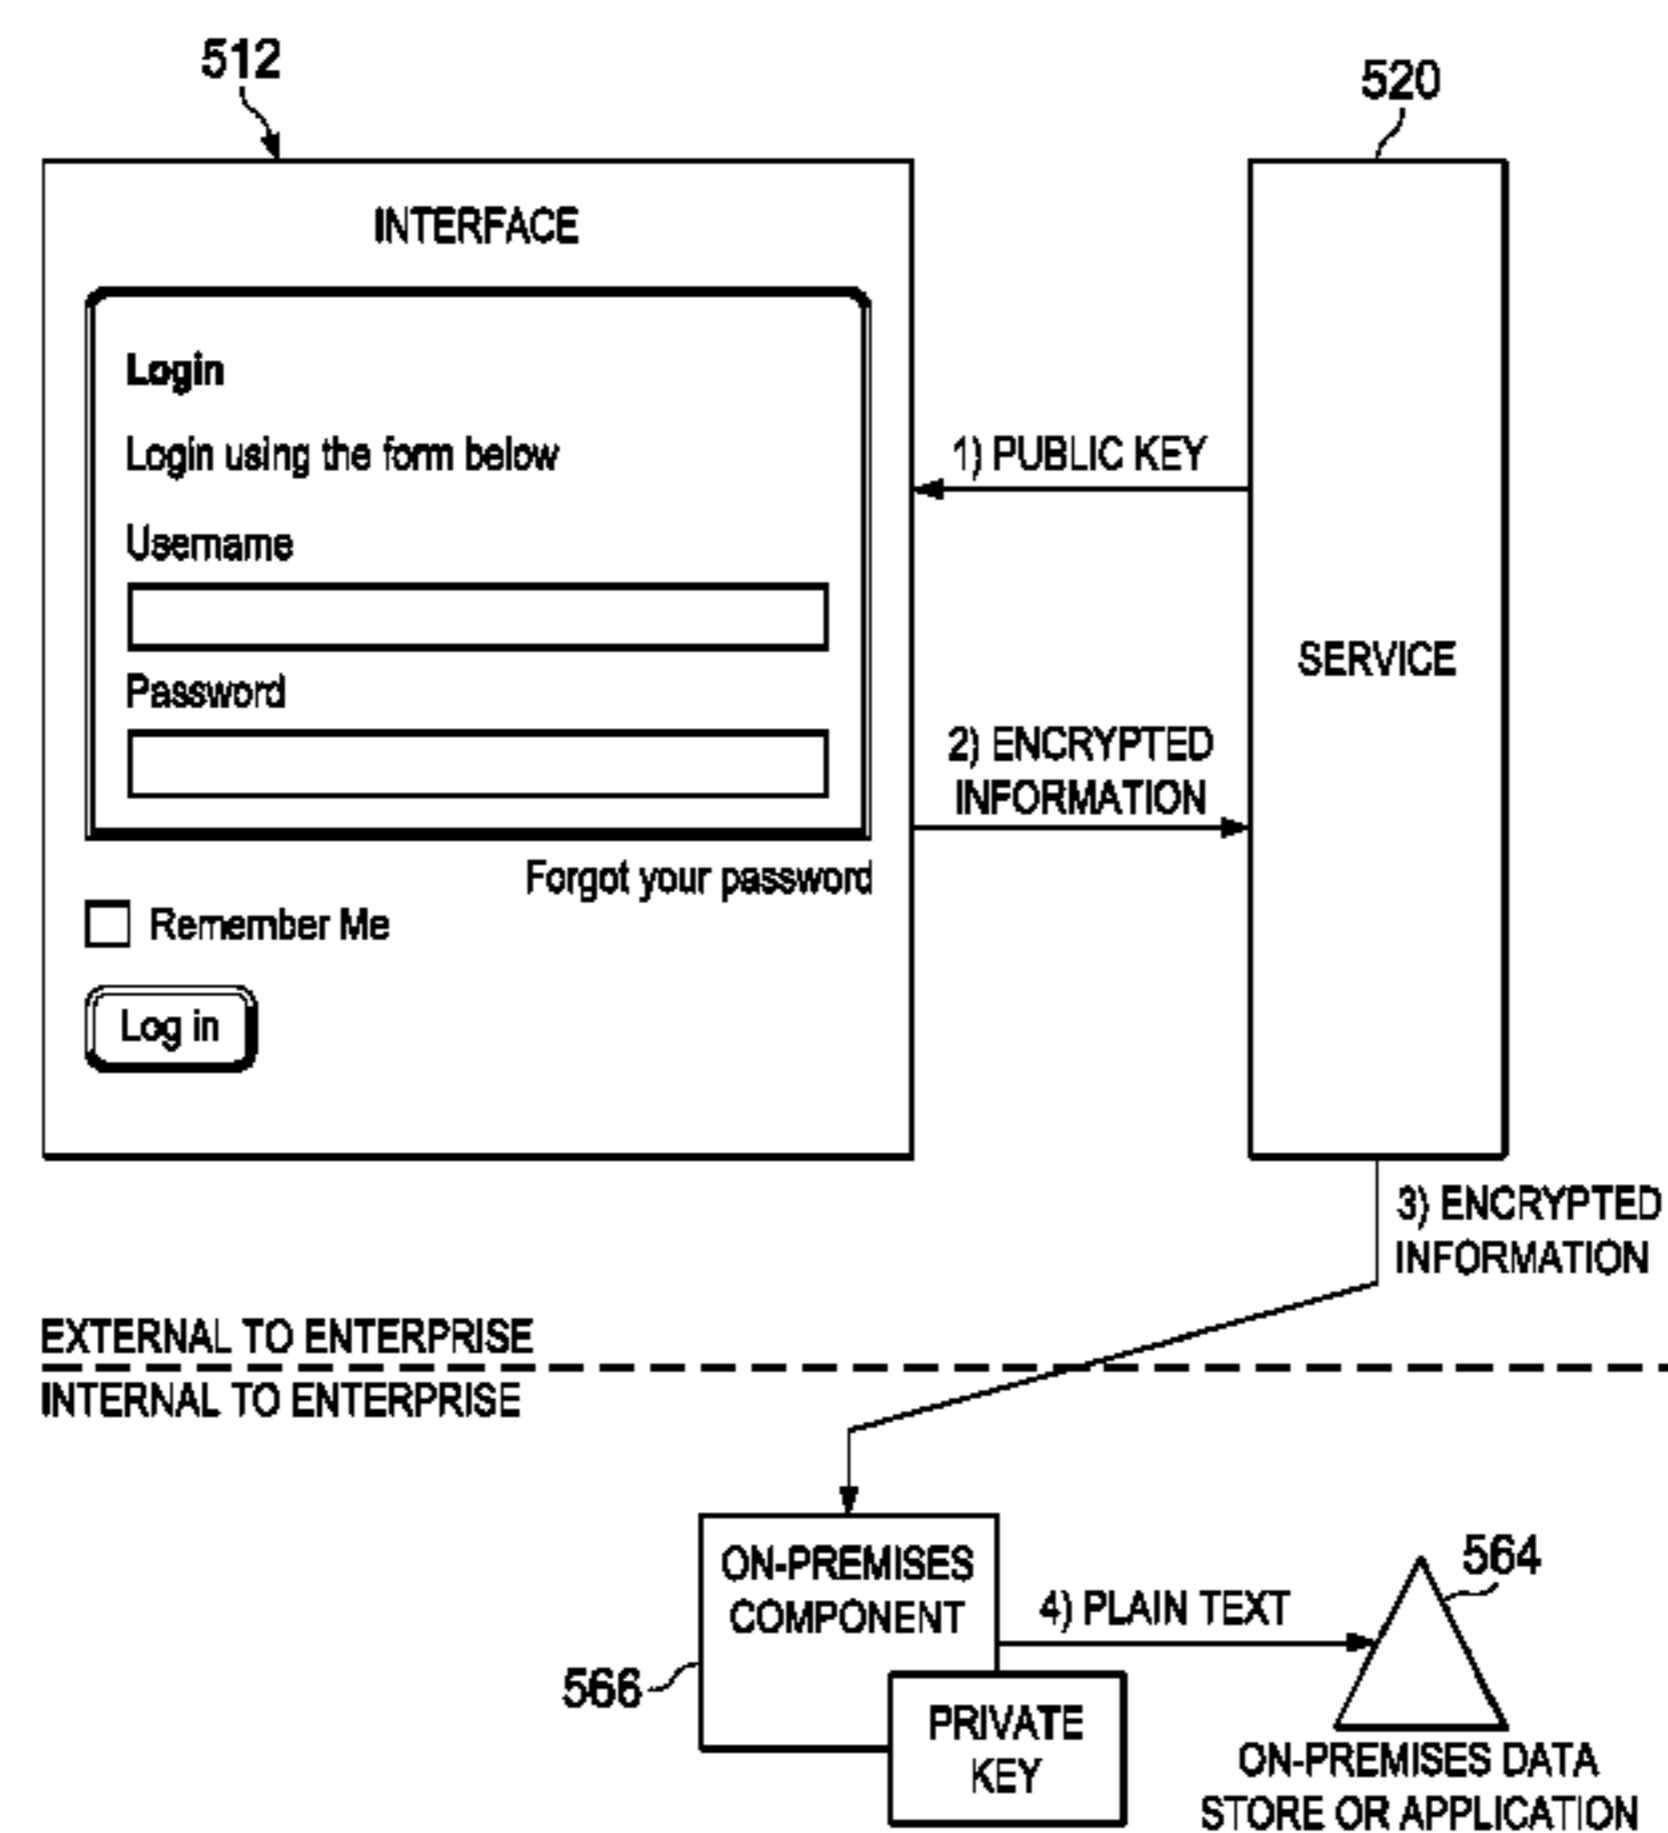 512
520
INTERFACE
Login
Login using the form below
Username
Password
Forgot your password
Remember Me
Log in
1) PUBLIC KEY
2) ENCRYPTED
INFORMATION
SERVICE
3) ENCRYPTED
INFORMATION
EXTERNAL TO ENTERPRISE
INTERNAL TO ENTERPRISE
ON-PREMISES
COMPONENT
566
PRIVATE
KEY
4) PLAIN TEXT
564
ON-PREMISES DATA
STORE OR APPLICATION